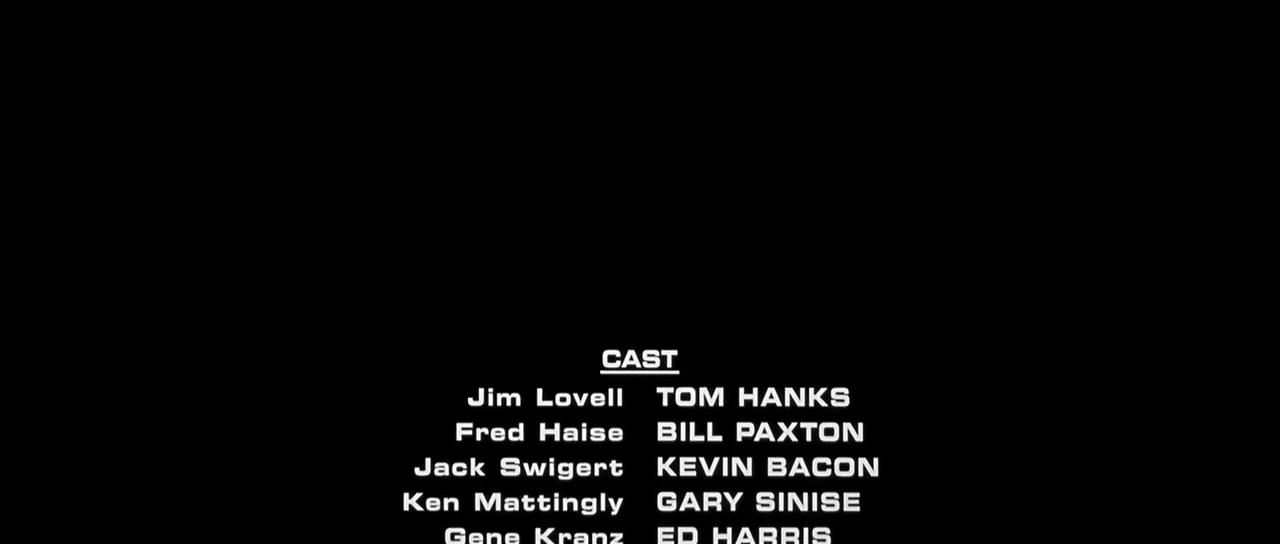 CAST
Jim Lovell TOM HANKS
Fred Haise BILL PAXTON
Jack Swigert KEVIN BACON
Ken Mattingly GARY SINISE
Gene Kranz ED HARRIS